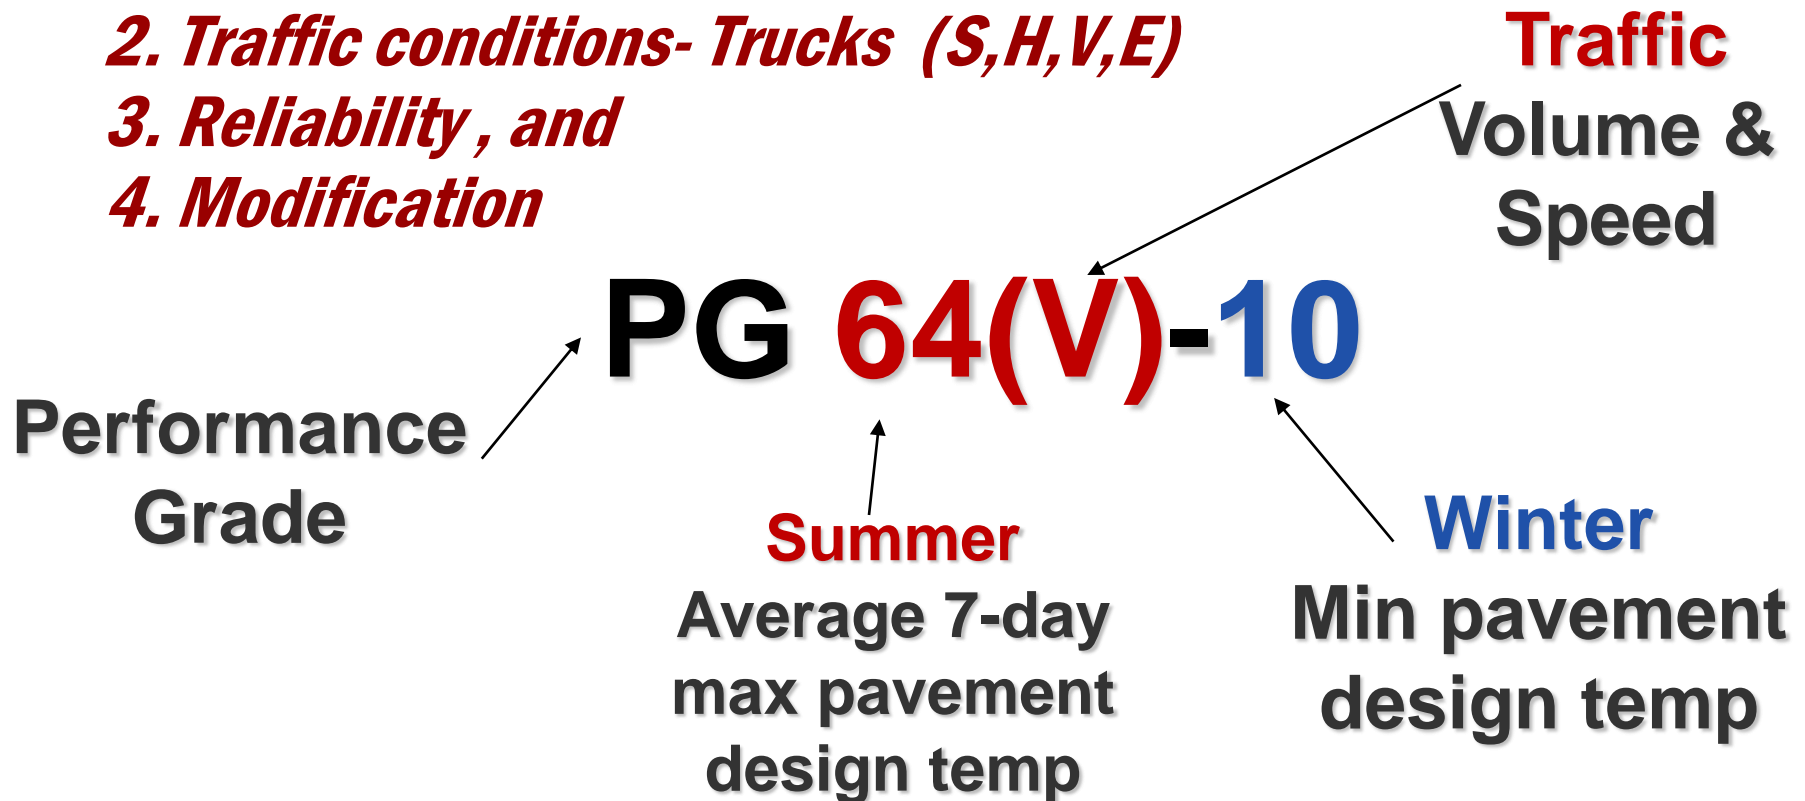 2. Traffic conditions- Trucks (S,H,V,E)
3. Reliability , and
4. Modification
Traffic
Volume &
Speed
PG 64(V)-10
Performance
Grade
Summer
Average 7-day
max pavement
design temp
Winter
Min pavement
design temp